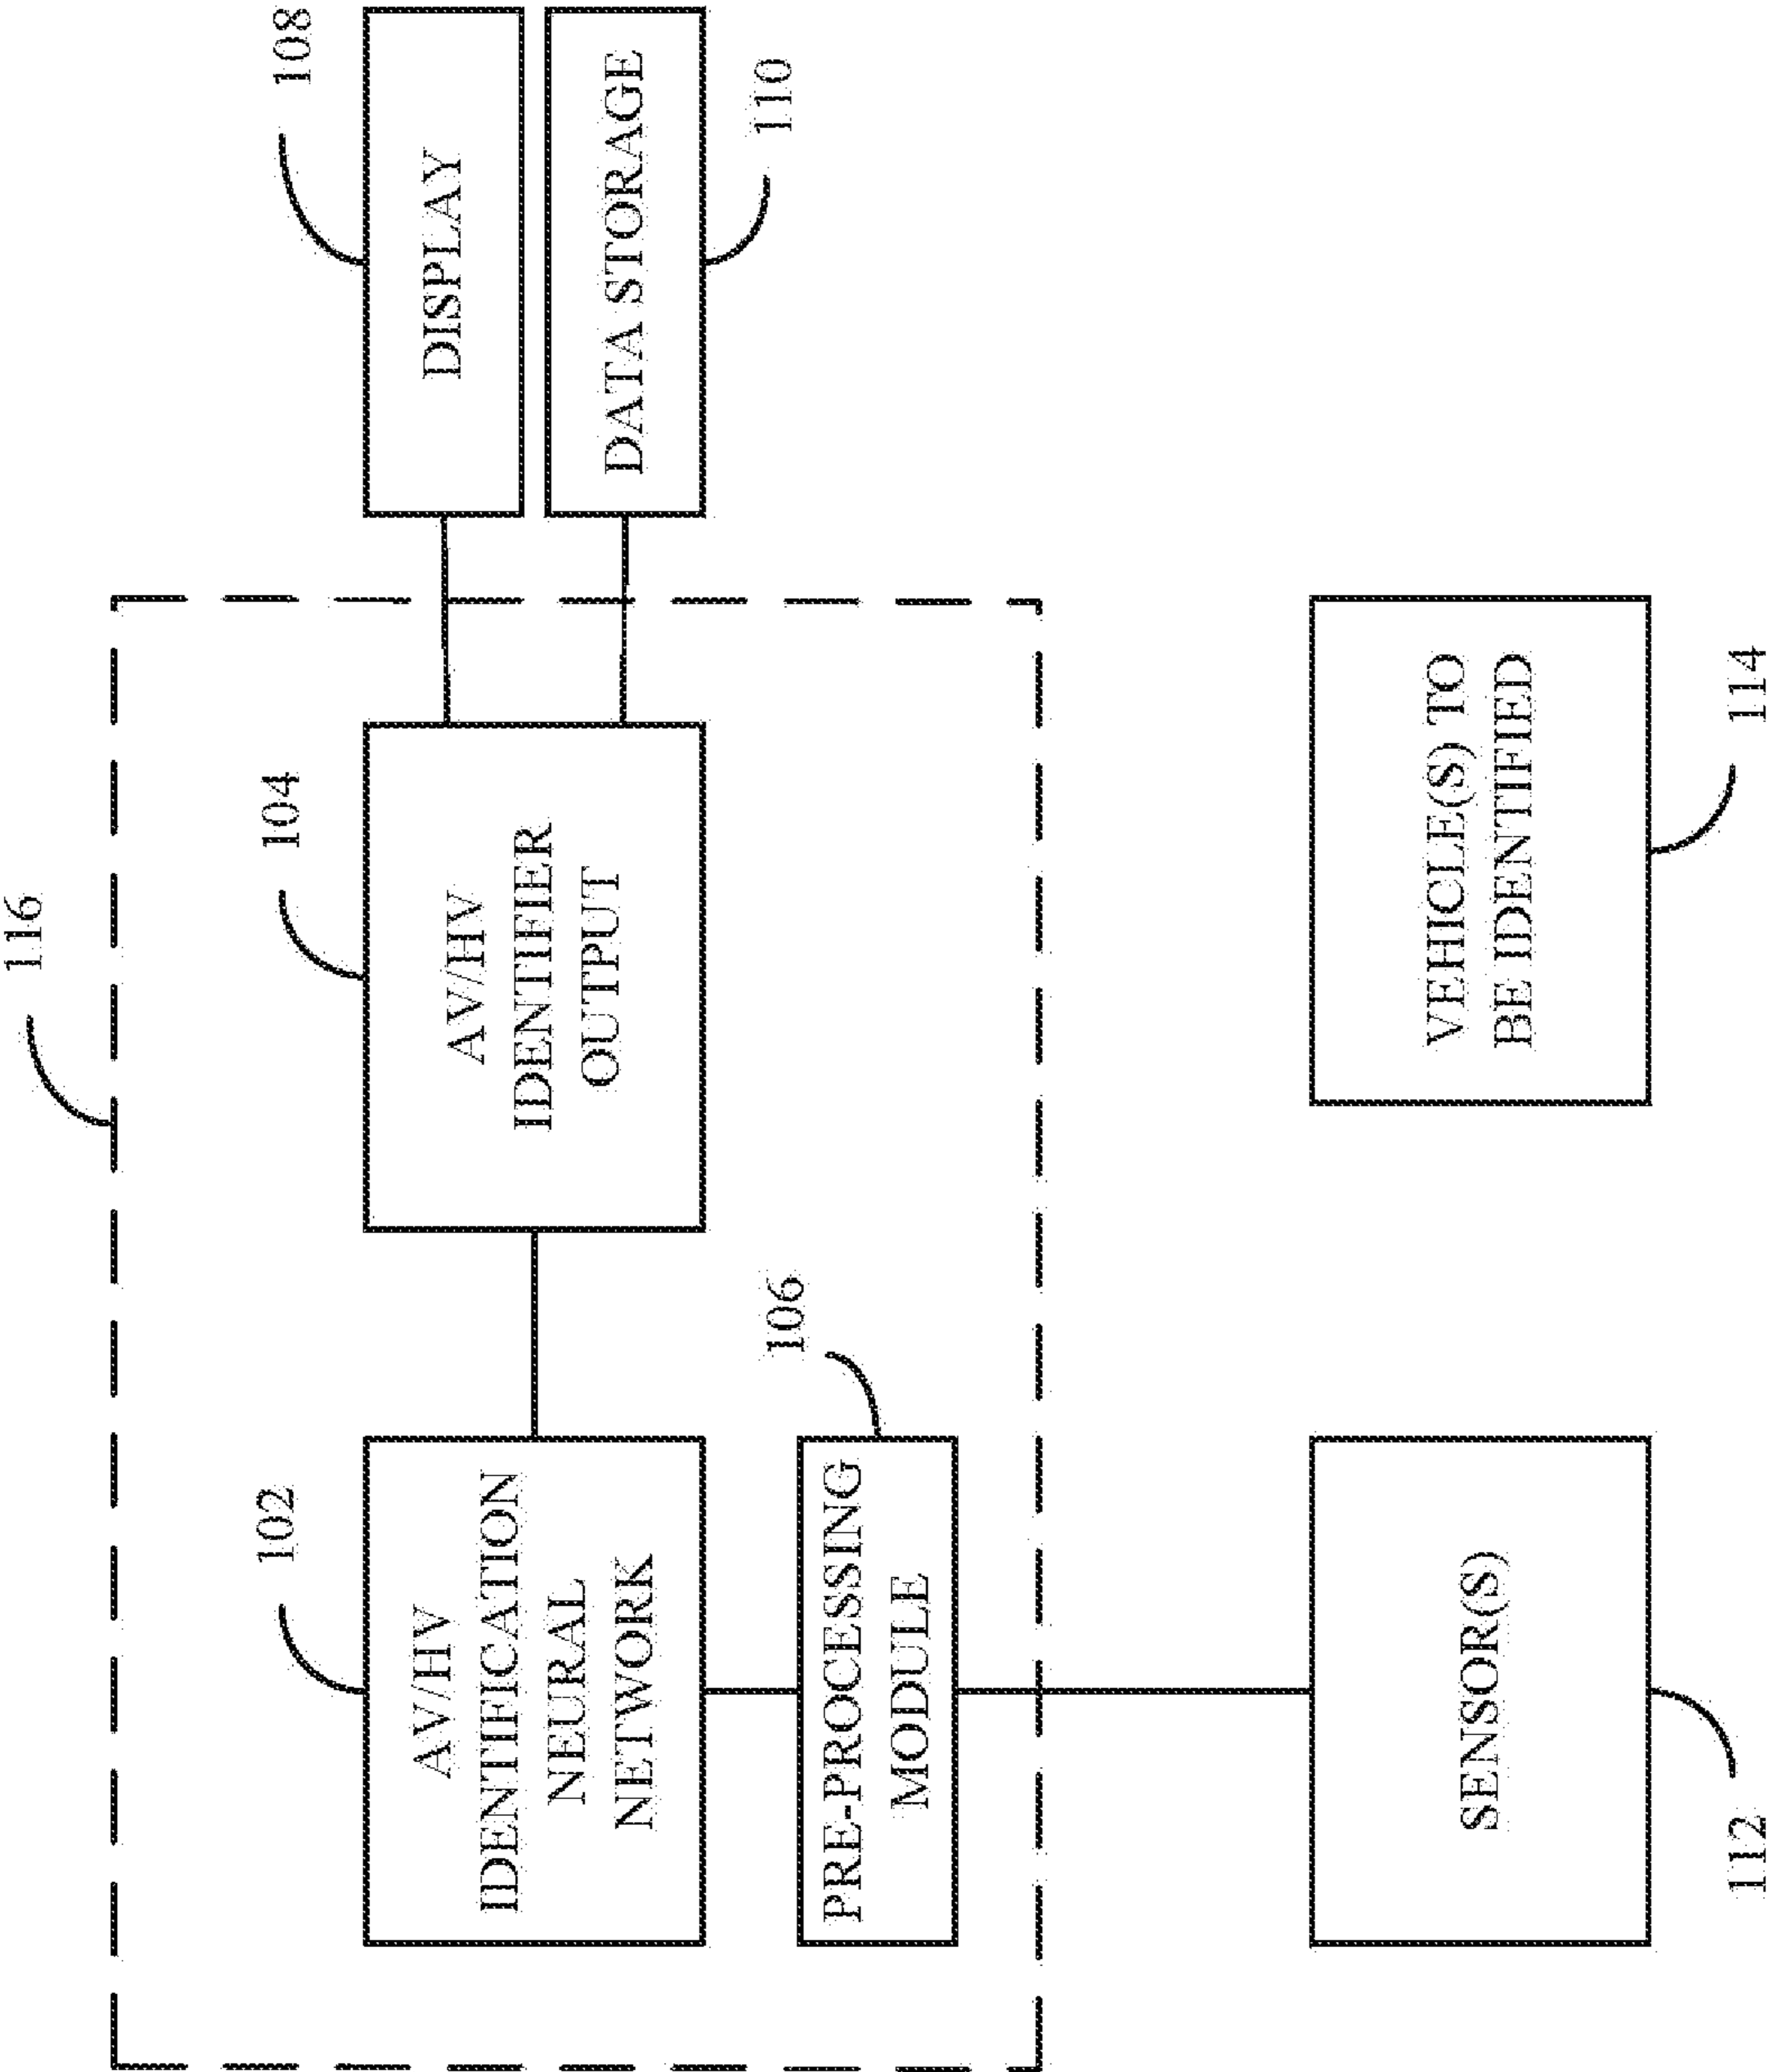 116
102
AV/HV
IDENTIFICATION
NEURAL
NETWORK
104
AV/HV
IDENTIFIER
OUTPUT
108
DISPLAY
DATA STORAGE
110
106
PRE-PROCESSING
MODULE
SENSOR(S)
112
VEHICLE(S) TO
BE IDENTIFIED
114